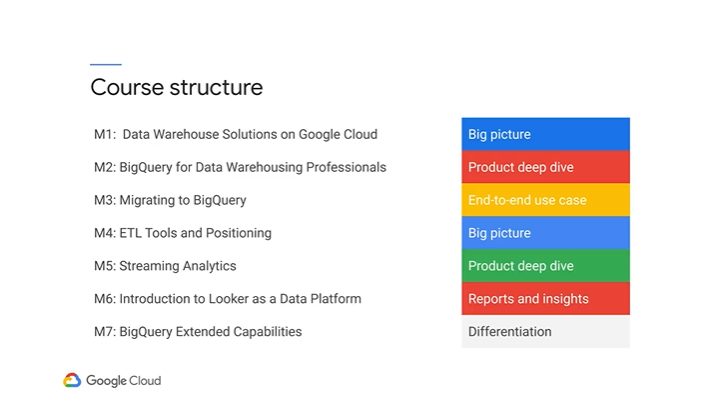 Course structure
M1: Data Warehouse Solutions on Google Cloud Big picture
M2: BigQuery for Data Warehousing Professionals Product deep dive
M3: Migrating to BigQuery End-to-end use case
M4: ETL Tools and Positioning Big picture
M5: Streaming Analytics Product deep dive
M6: Introduction to Looker as a Data Platform Reports and insights
M7: BigQuery Extended Capabilities Differentiation
Google Cloud